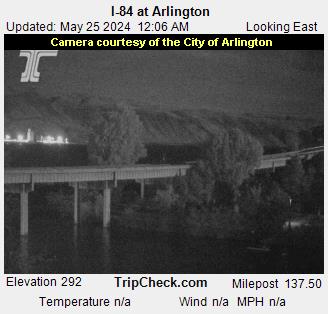 I-84 at Arlington
Updated: May 25 2024 12:06 AM Looking East
Camera courtesy of the City of Arlington
Elevation 292 TripCheck.com Milepost 137.50
Temperature n/a Wind n/a MPH n/a